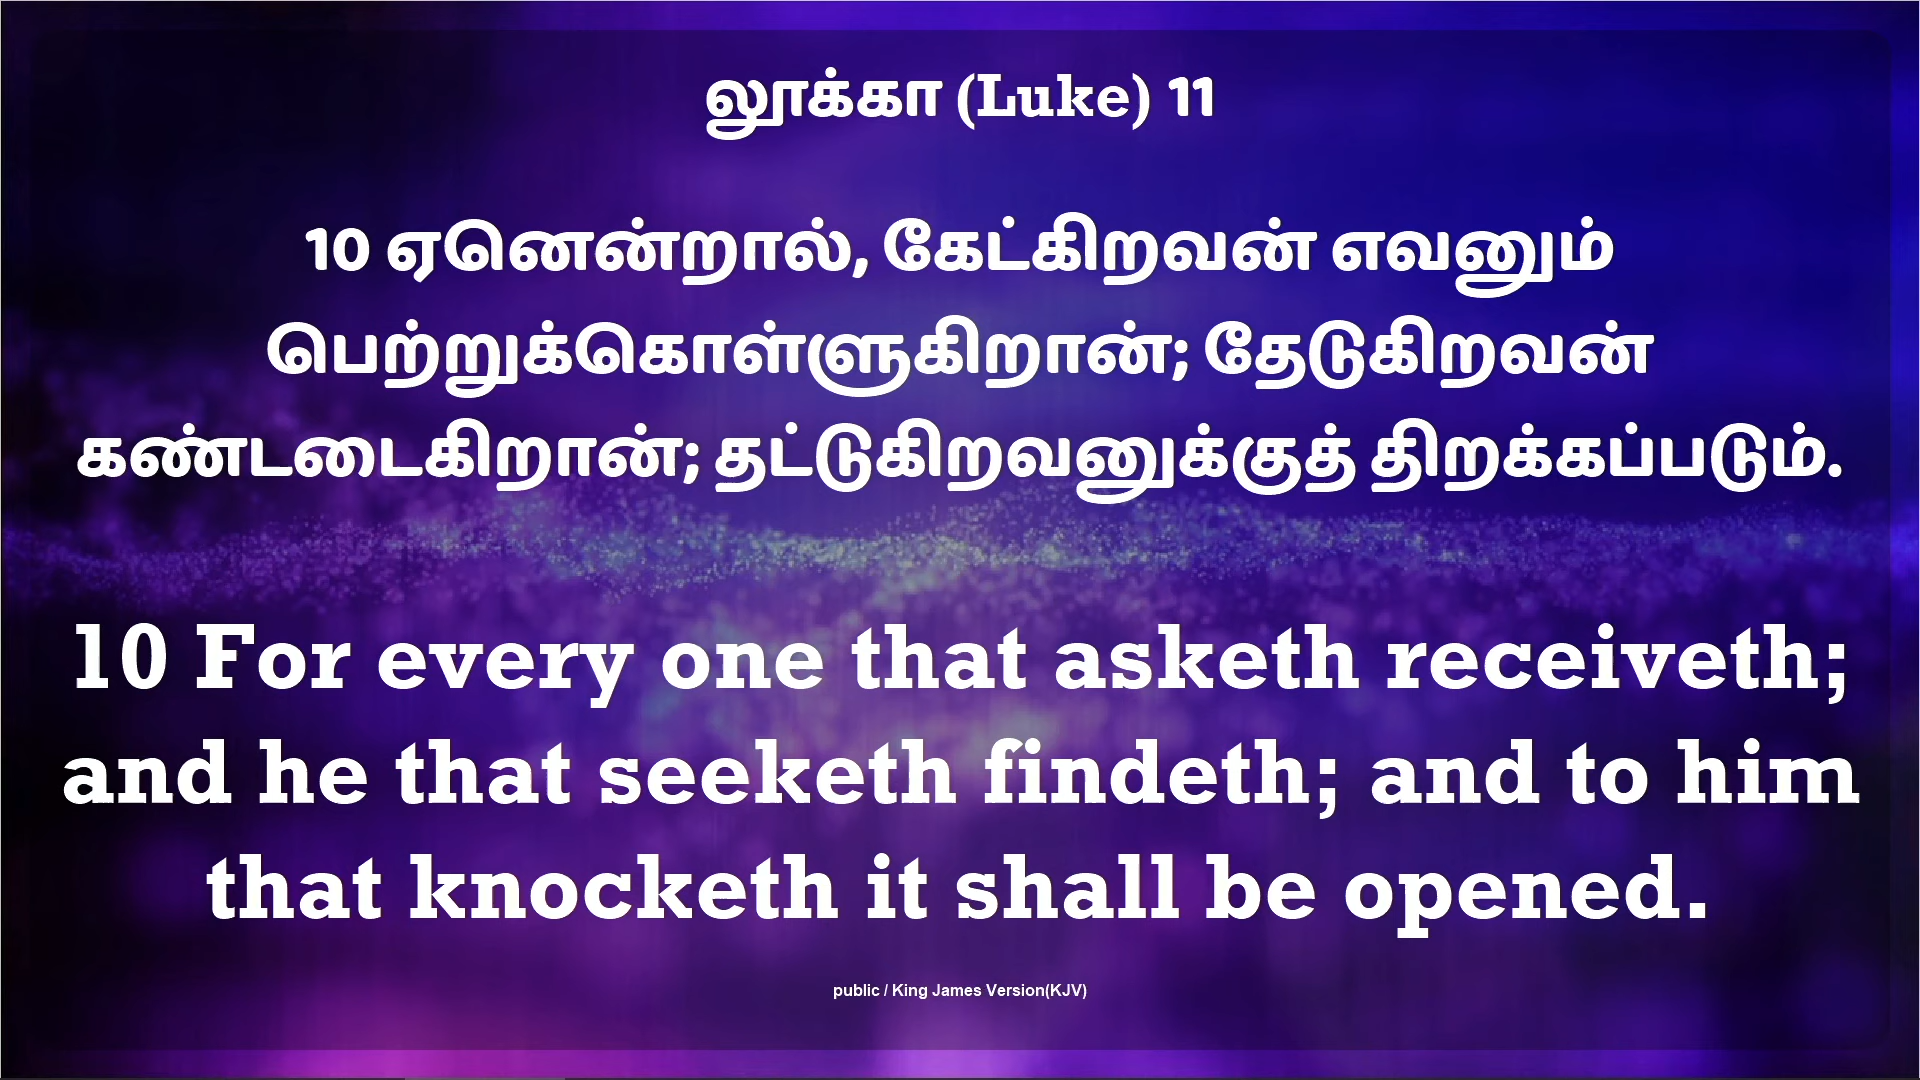 லூக்கா (Luke) 11
10 ஏனென்றால், கேட்கிறவன் எவனும்
பெற்றுக்கொள்ளுகிறான்; தேடுகிறவன்
கண்டடைகிறான்; தட்டுகிறவனுக்குத் திறக்கப்படும்.
10 For every one that asketh receiveth;
and he that seeketh findeth; and to him
that knocketh it shall be opened.
public / King James Version(KJV)